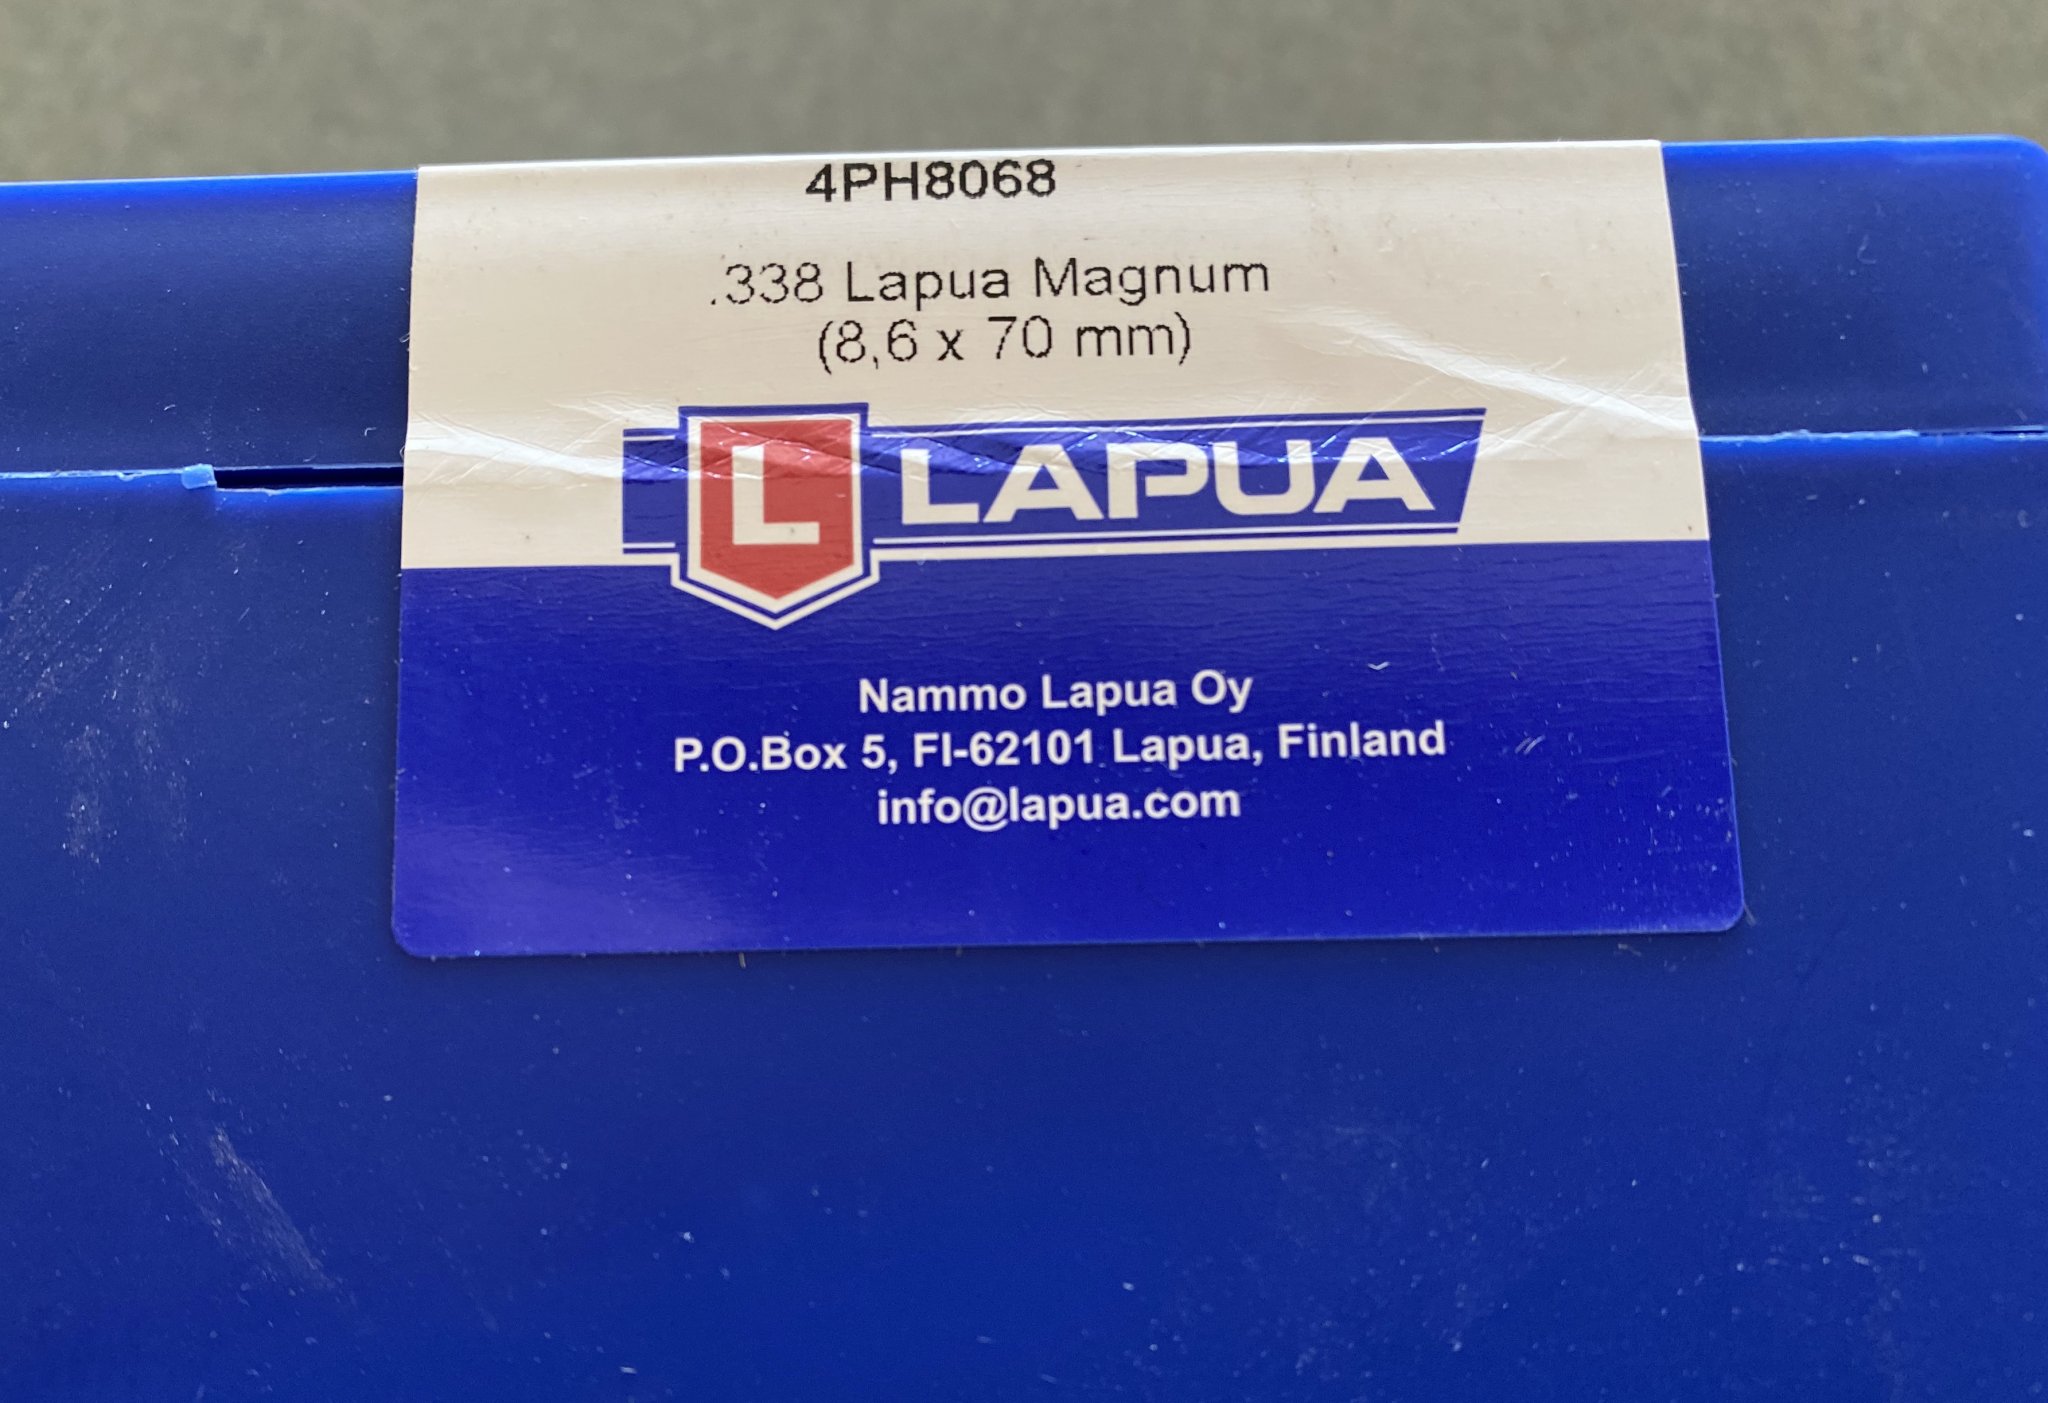 4PH8068
.338 Lapua Magnum
(8,6 x 70 mm)
L LAPUA
Nammo Lapua Oy
P.O.Box 5, FI-62101 Lapua, Finland
info@lapua.com